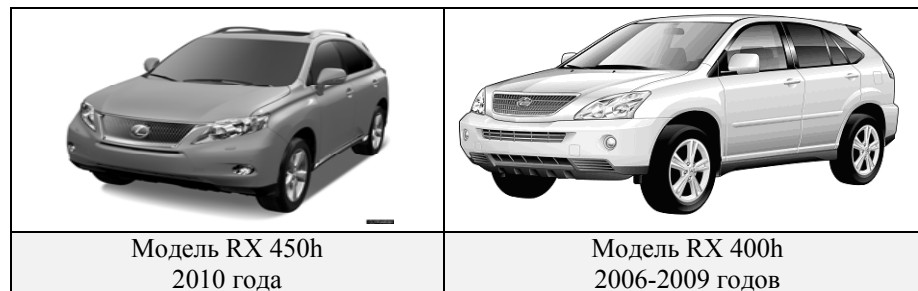 Модель RX 450h
2010 года
Модель RX 400h
2006-2009 годов